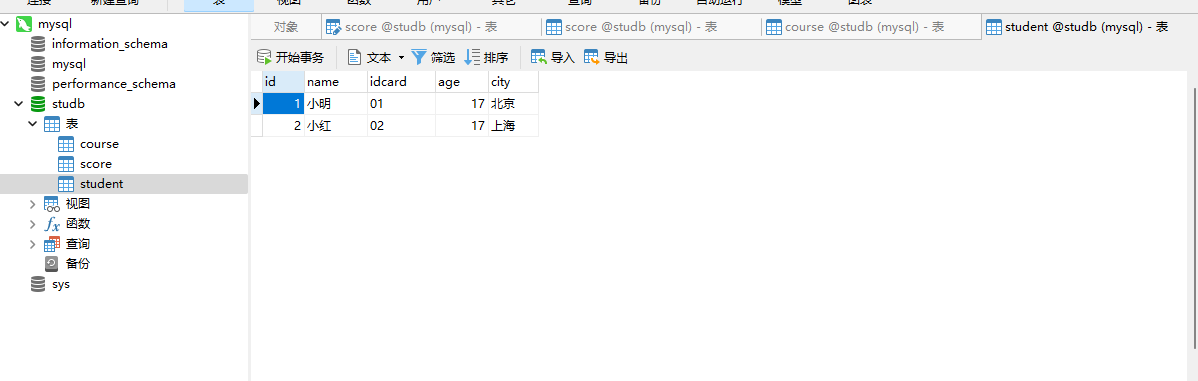 mysql
information_schema
mysql
performance_schema
studb
表
course
score
student
视图
函数
查询
备份
sys
对象 score @studb (mysql) - 表 score @studb (mysql) - 表 course @studb (mysql) - 表 student @studb (mysql) - 表
开始事务 文本 筛选 排序 导入 导出
id name idcard age city
1 小明 01 17 北京
2 小红 02 17 上海